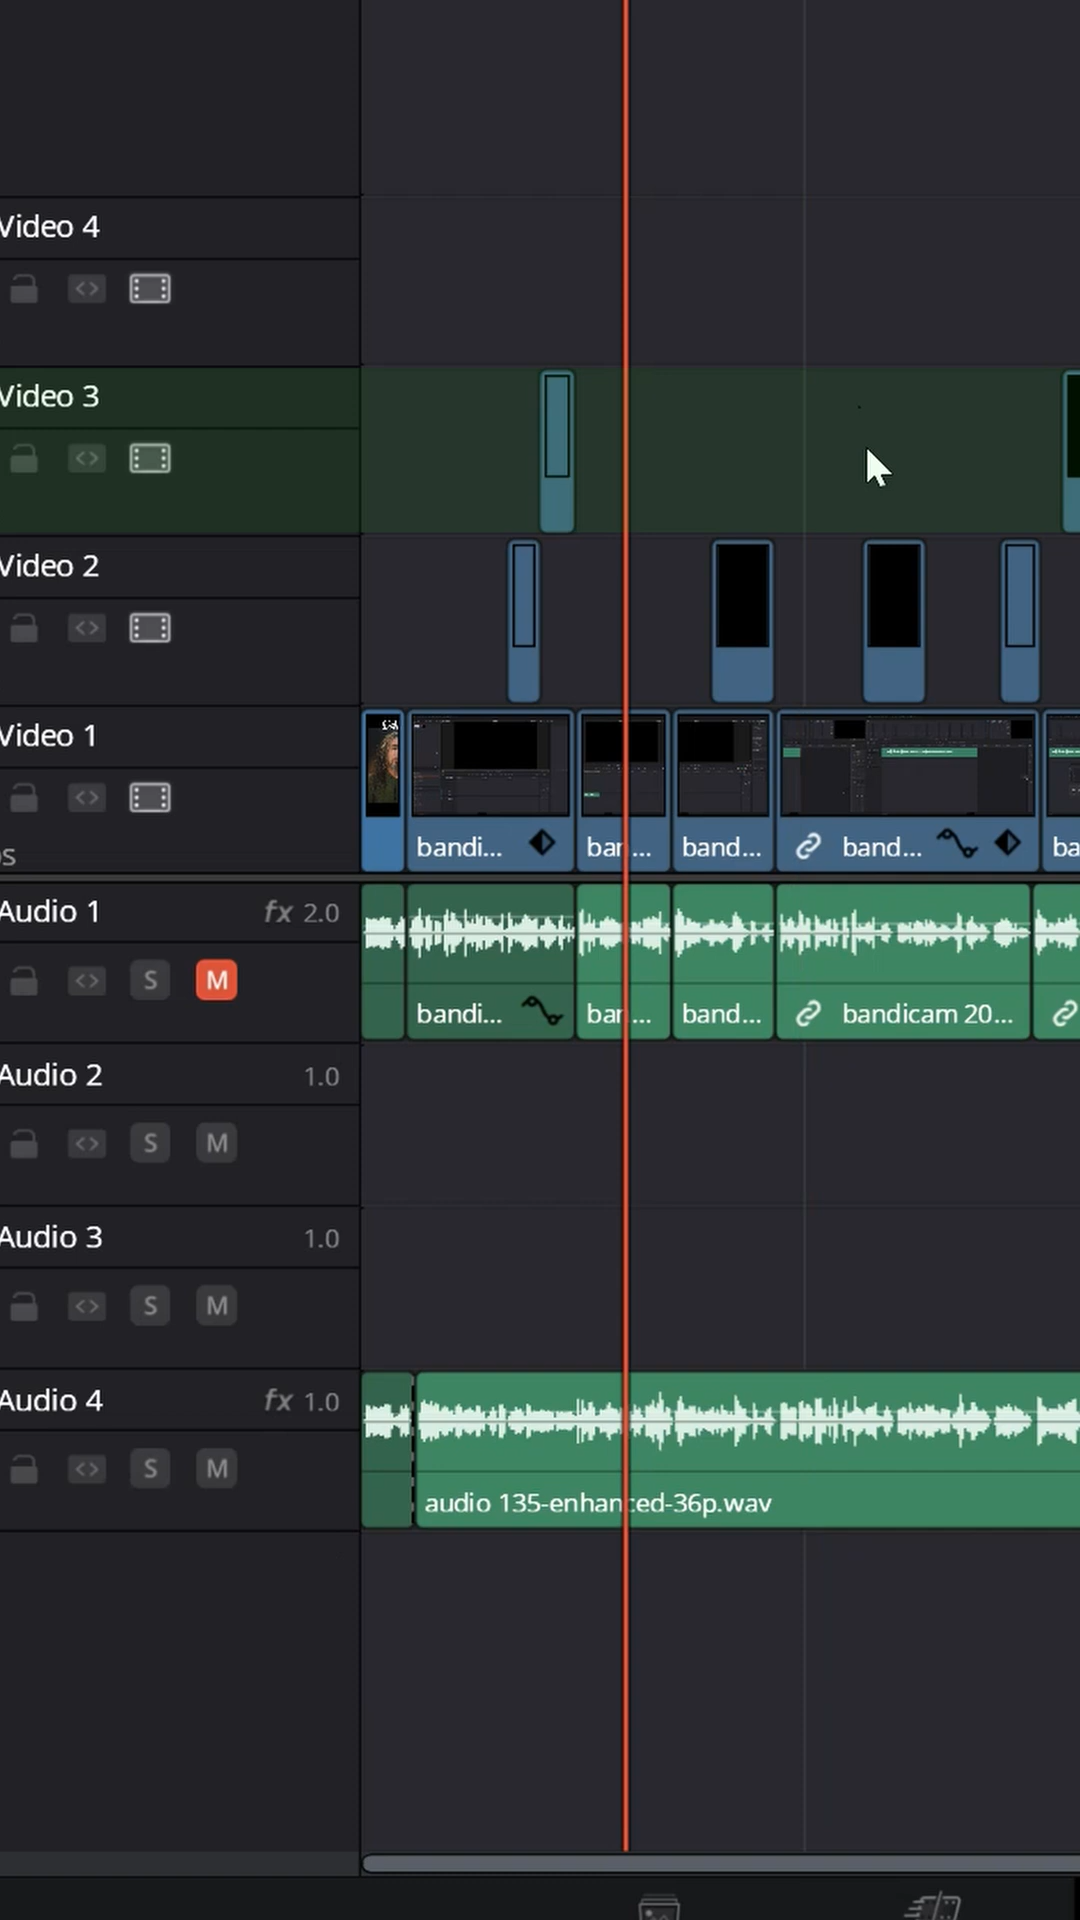 Video 4
Video 3
Video 2
Video 1
bandi...
band...
band...
Audio 1 fx 2.0
S M
bandi...
band...
bandicam 20...
Audio 2 1.0
S M
Audio 3 1.0
S M
Audio 4 fx 1.0
S M
audio 135-enhanced-36p.wav